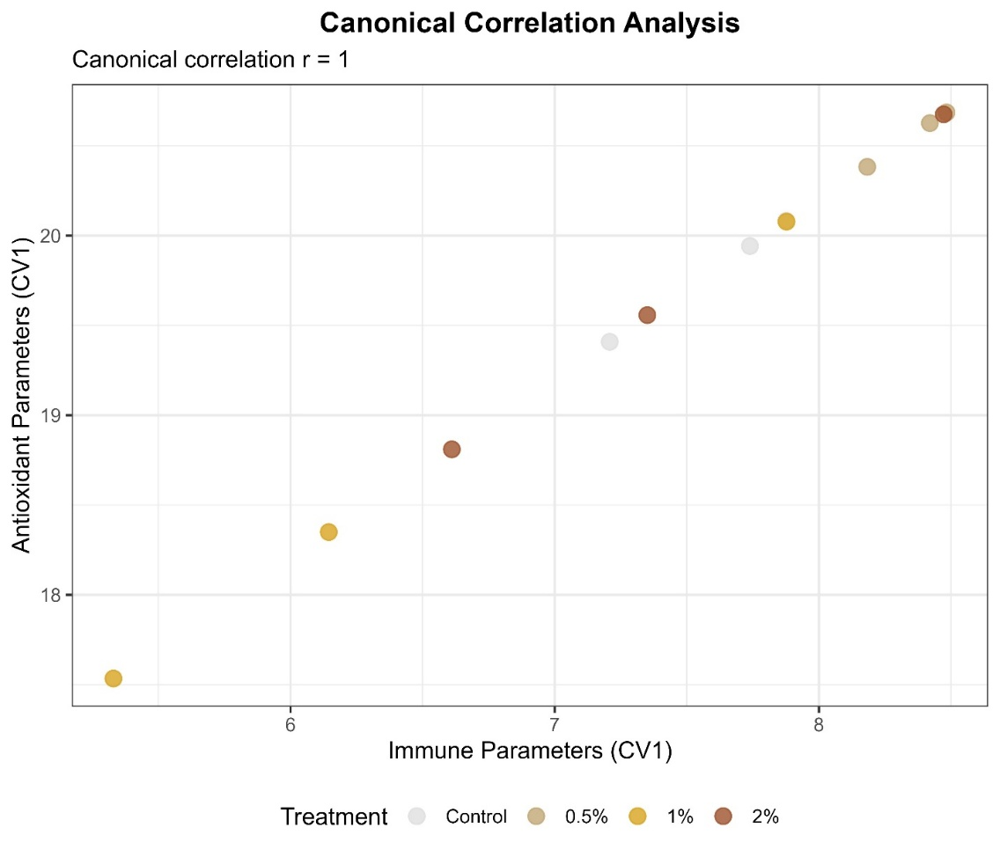 Canonical Correlation Analysis
Canonical correlation r = 1
Antioxidant Parameters (CV1)
20
19
18
6 7 8
Immune Parameters (CV1)
Treatment Control 0.5% 1% 2%